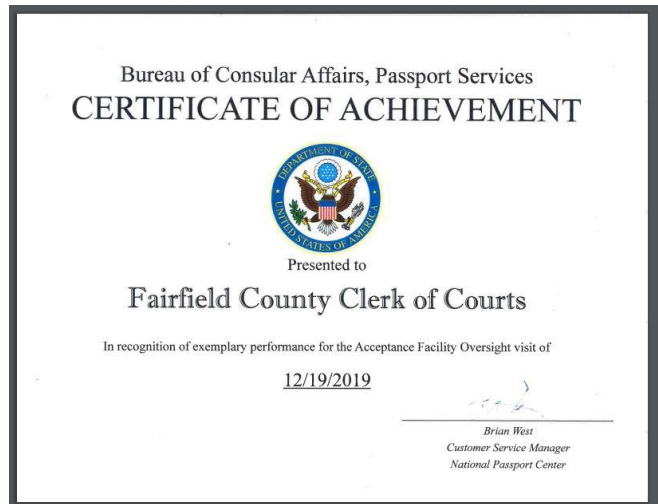 Bureau of Consular Affairs, Passport Services
CERTIFICATE OF ACHIEVEMENT
DEPARTMENT OF STATE
UNITED STATES OF AMERICA
Presented to
Fairfield County Clerk of Courts
In recognition of exemplary performance for the Acceptance Facility Oversight visit of
12/19/2019
Brian West
Customer Service Manager
National Passport Center